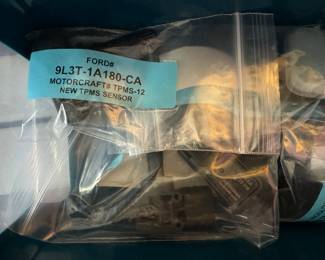 FORD#
9L3T-1A180-CA
MOTORCRAFT# TPMS-12
NEW TPMS SENSOR